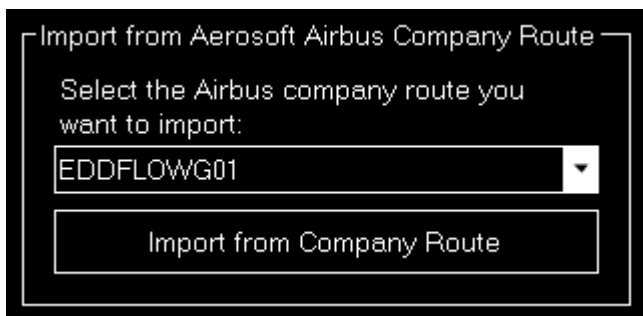 Import from Aerosoft Airbus Company Route
Select the Airbus company route you
want to import:
EDDFLOWG01
Import from Company Route